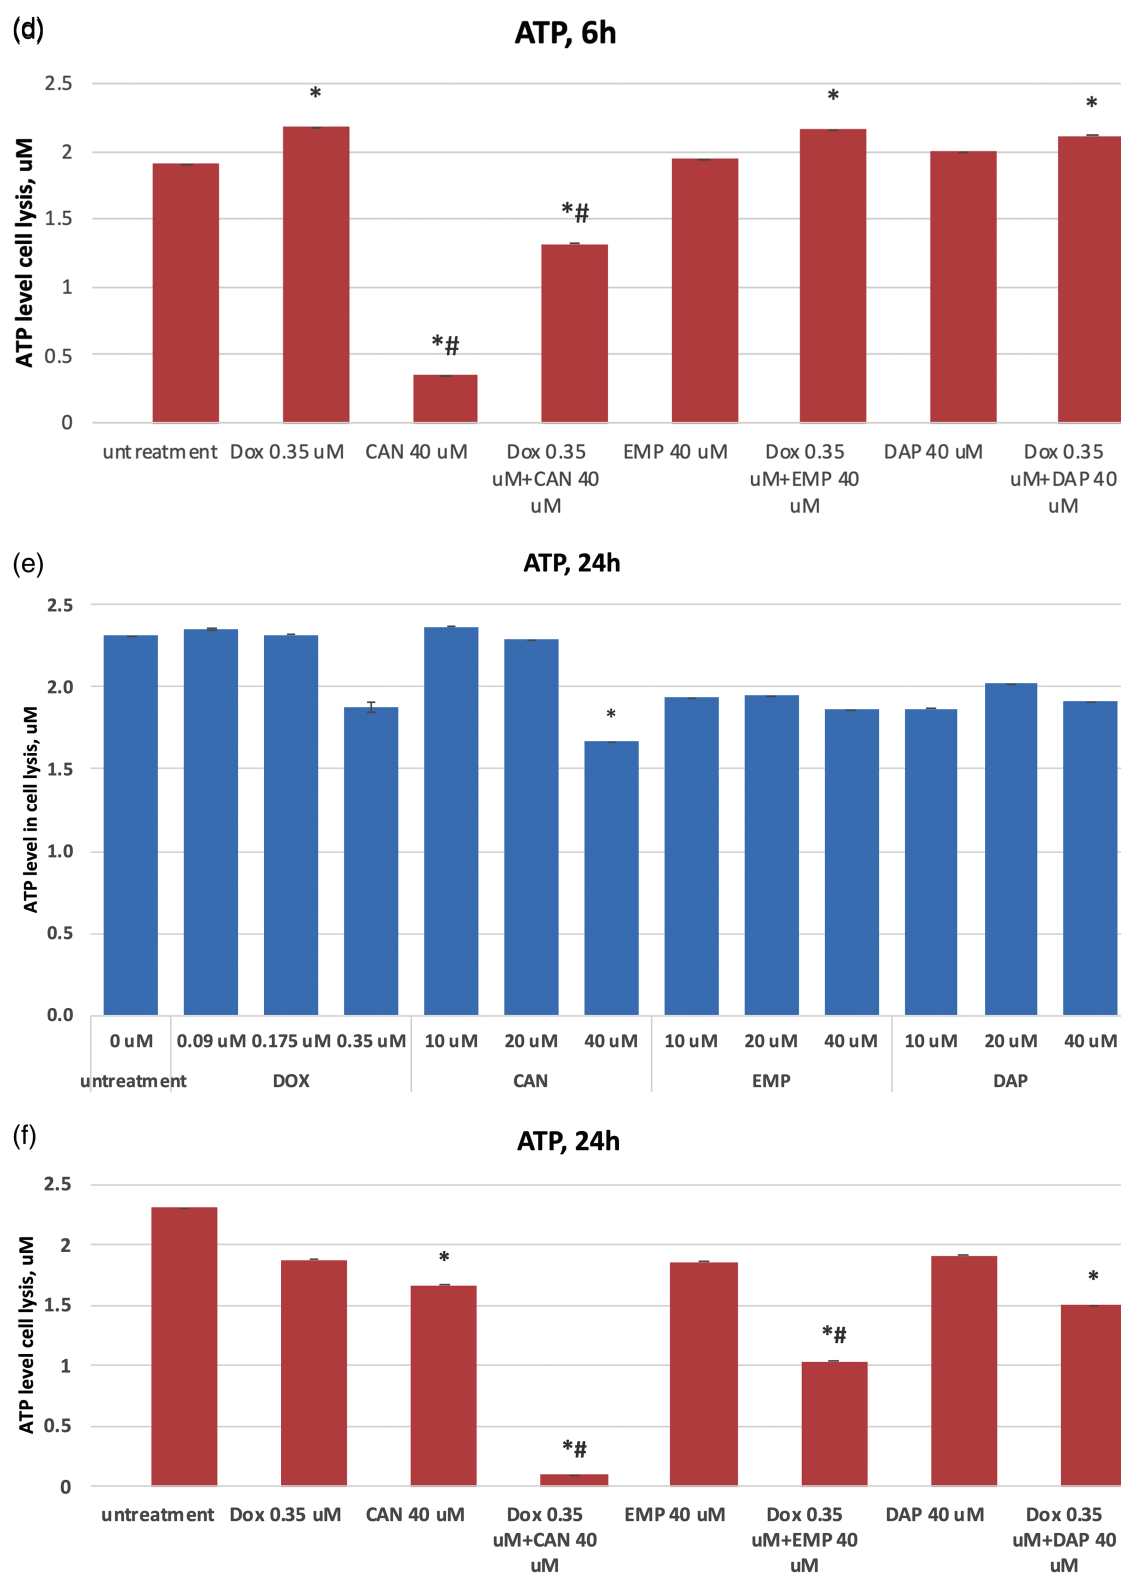 (d)
ATP, 6h
ATP level cell lysis, uM
2.5
2
1.5
1
0.5
0
*
*#
*#
*
*
untreatment Dox 0.35 uM CAN 40 uM Dox 0.35 EMP 40 uM Dox 0.35 DAP 40 uM Dox 0.35
uM+CAN 40 uM+EMP 40 uM+DAP 40
uM uM uM
(e)
ATP, 24h
ATP level in cell lysis, uM
2.5
2.0
1.5
1.0
0.5
0.0
*
0 uM 0.09 uM 0.175 uM 0.35 uM 10 uM 20 uM 40 uM 10 uM 20 uM 40 uM 10 uM 20 uM 40 uM
untreatment DOX CAN EMP DAP
(f)
ATP, 24h
ATP level cell lysis, uM
2.5
2
1.5
1
0.5
0
*
*#
*#
*
untreatment Dox 0.35 uM CAN 40 uM Dox 0.35 EMP 40 uM Dox 0.35 DAP 40 uM Dox 0.35
uM+CAN 40 uM+EMP 40 uM+DAP 40
uM uM uM